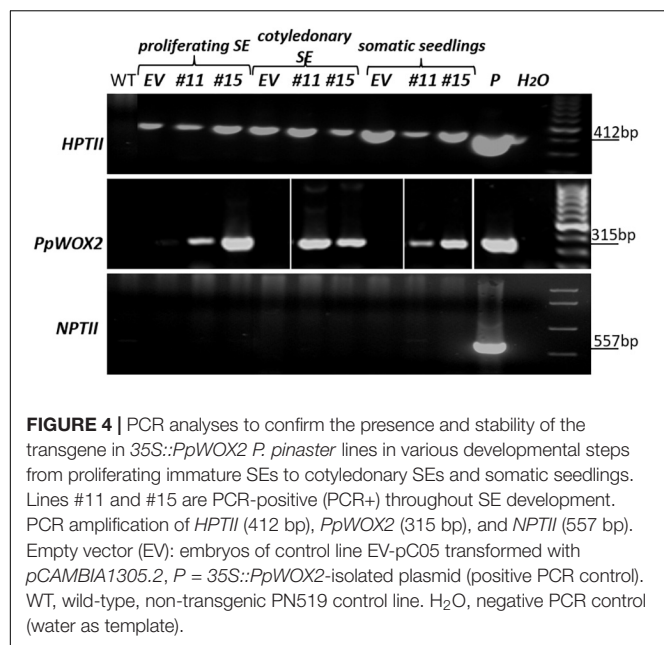 proliferating SE
cotyledonary SE
somatic seedlings
WT EV #11 #15 EV #11 #15 EV #11 #15 P H2O
HPTII
412bp
PpWOX2
315bp
NPTII
557bp
FIGURE 4 | PCR analyses to confirm the presence and stability of the
transgene in 35S::PpWOX2 P. pinaster lines in various developmental steps
from proliferating immature SEs to cotyledonary SEs and somatic seedlings.
Lines #11 and #15 are PCR-positive (PCR+) throughout SE development.
PCR amplification of HPTII (412 bp), PpWOX2 (315 bp), and NPTII (557 bp).
Empty vector (EV): embryos of control line EV-pC05 transformed with
pCAMBIA1305.2, P = 35S::PpWOX2-isolated plasmid (positive PCR control).
WT, wild-type, non-transgenic PN519 control line. H₂O, negative PCR control
(water as template).